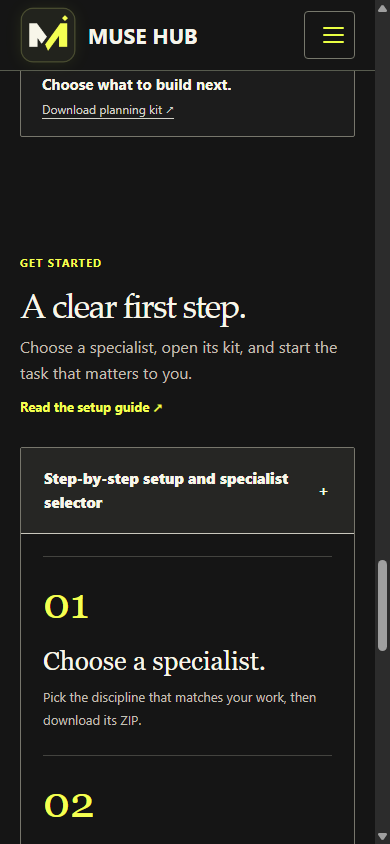 MUSE HUB
Choose what to build next.
Download planning kit ↗
GET STARTED
A clear first step.
Choose a specialist, open its kit, and start the
task that matters to you.
Read the setup guide ↗
Step-by-step setup and specialist
selector
+
01
Choose a specialist.
Pick the discipline that matches your work, then
download its ZIP.
02